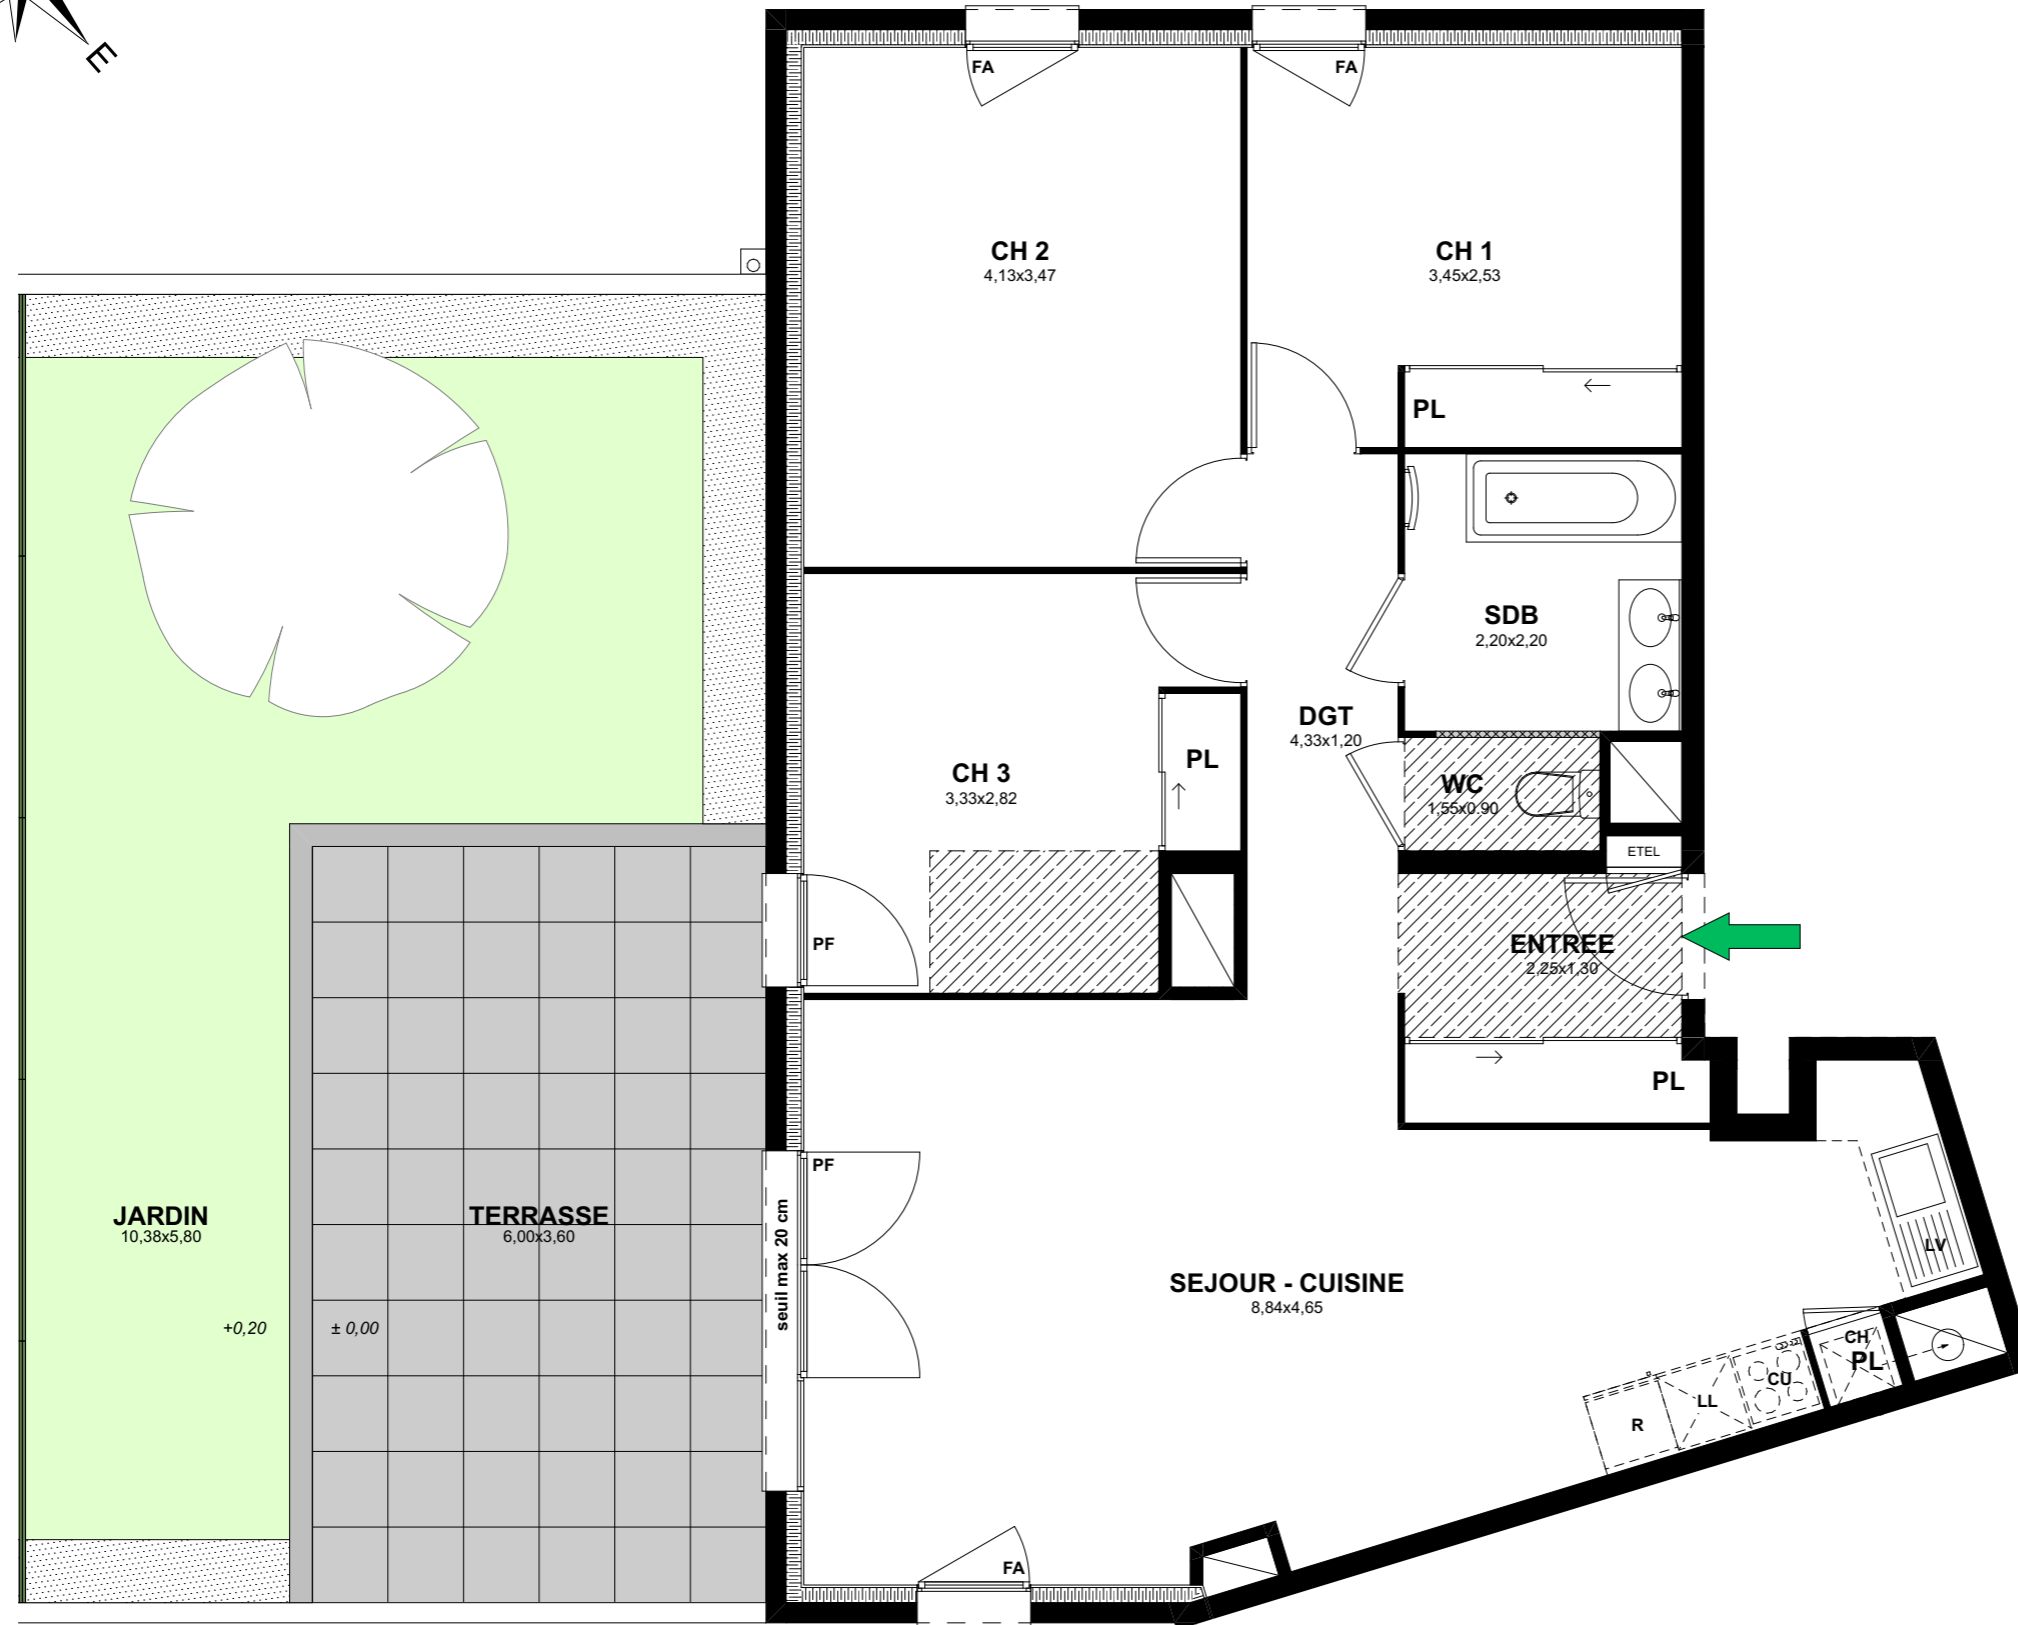 E
FA
FA
CH 2
4,13x3,47
CH 1
3,45x2,53
PL
SDB
2,20x2,20
DGT
4,33x1,20
PL
CH 3
3,33x2,82
WC
1,55x0.90
ETEL
PF
ENTREE
2,25x1,30
PL
PF
seuil max 20 cm
JARDIN
10,38x5,80
TERRASSE
6,00x3,60
LV
SEJOUR - CUISINE
8,84x4,65
+0,20
± 0,00
CH
PL
CU
LL
R
FA